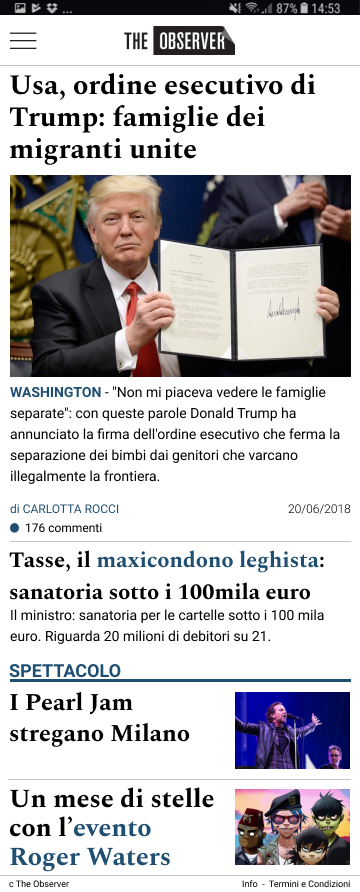 ... 87% 14:53
THE OBSERVER
Usa, ordine esecutivo di
Trump: famiglie dei
migranti unite
WASHINGTON - "Non mi piaceva vedere le famiglie
separate": con queste parole Donald Trump ha
annunciato la firma dell'ordine esecutivo che ferma la
separazione dei bimbi dai genitori che varcano
illegalmente la frontiera.
di CARLOTTA ROCCI 20/06/2018
176 commenti
Tasse, il maxicondono leghista:
sanatoria sotto i 100mila euro
Il ministro: sanatoria per le cartelle sotto i 100 mila
euro. Riguarda 20 milioni di debitori su 21.
SPETTACOLO
I Pearl Jam
stregano Milano
Un mese di stelle
con l'evento
Roger Waters
c The Observer Info - Termini e Condizioni